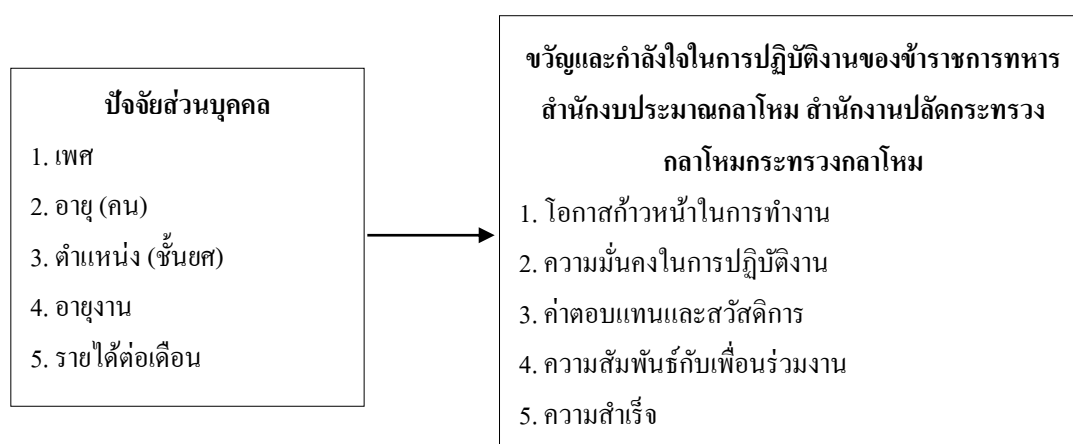 ปัจจัยส่วนบุคคล
1. เพศ
2. อายุ (คน)
3. ตำแหน่ง (ชั้นยศ)
4. อายุงาน
5. รายได้ต่อเดือน
ขวัญและกำลังใจในการปฏิบัติงานของข้าราชการทหาร
สำนักงบประมาณกลาโหม สำนักงานปลัดกระทรวง
กลาโหมกระทรวงกลาโหม
1. โอกาสก้าวหน้าในการทำงาน
2. ความมั่นคงในการปฏิบัติงาน
3. ค่าตอบแทนและสวัสดิการ
4. ความสัมพันธ์กับเพื่อนร่วมงาน
5. ความสำเร็จ